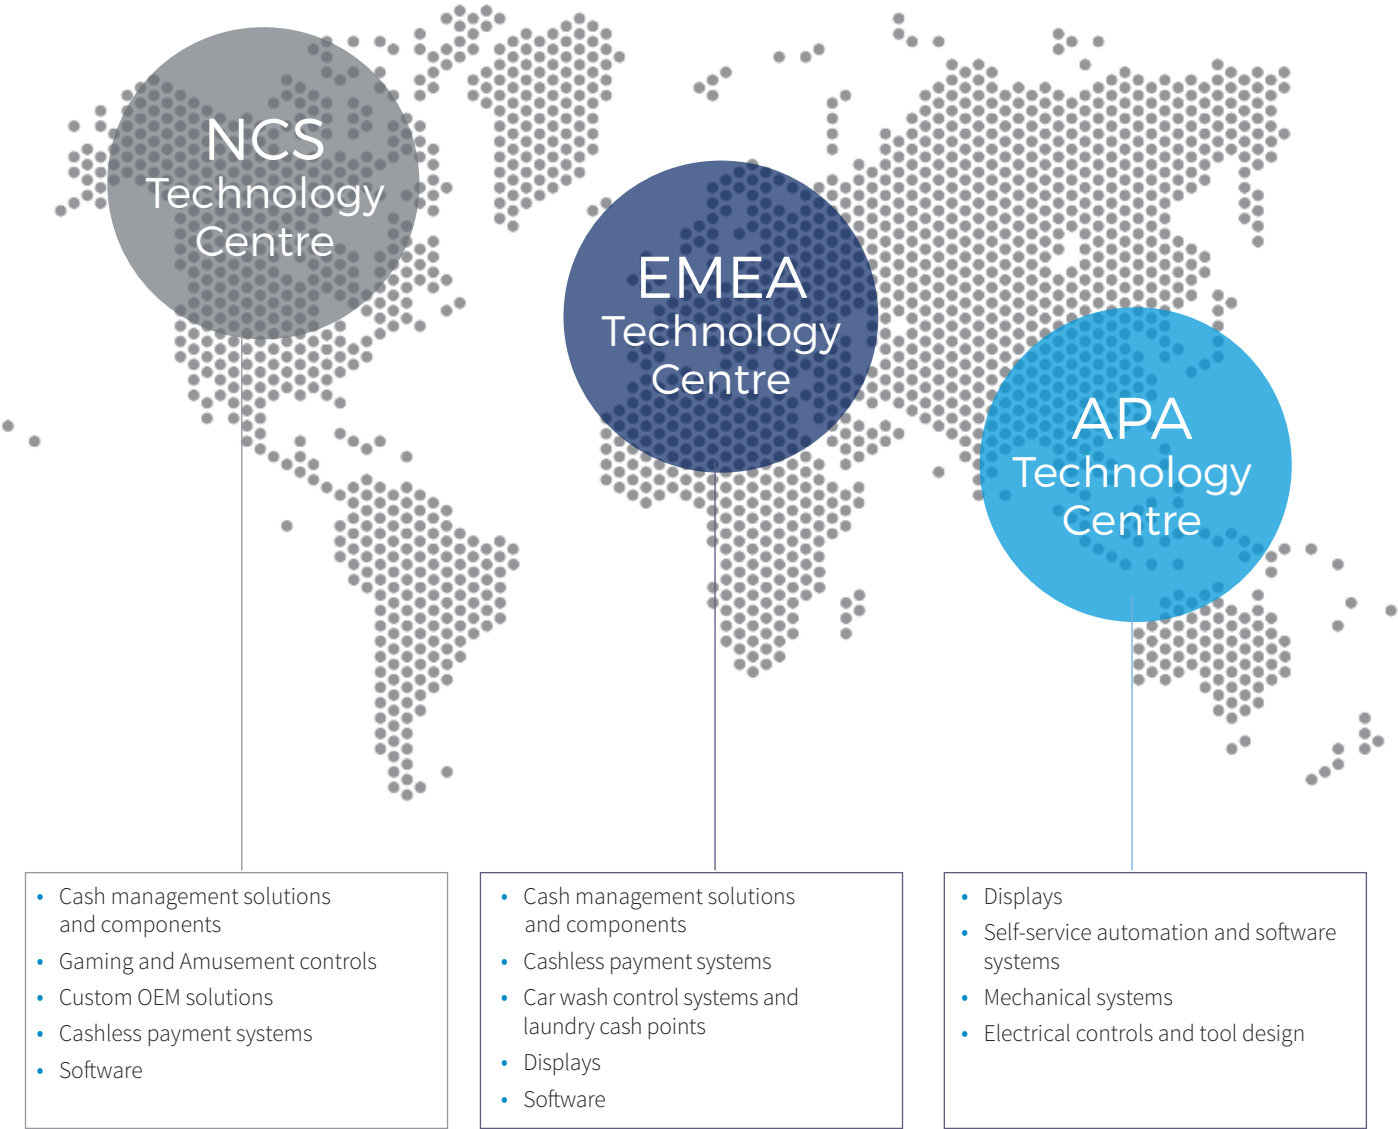 NCS
Technology
Centre
EMEA
Technology
Centre
APA
Technology
Centre
• Cash management solutions
and components
• Gaming and Amusement controls
• Custom OEM solutions
• Cashless payment systems
• Software
• Cash management solutions
and components
• Cashless payment systems
• Car wash control systems and
laundry cash points
• Displays
• Software
• Displays
• Self-service automation and software
systems
• Mechanical systems
• Electrical controls and tool design